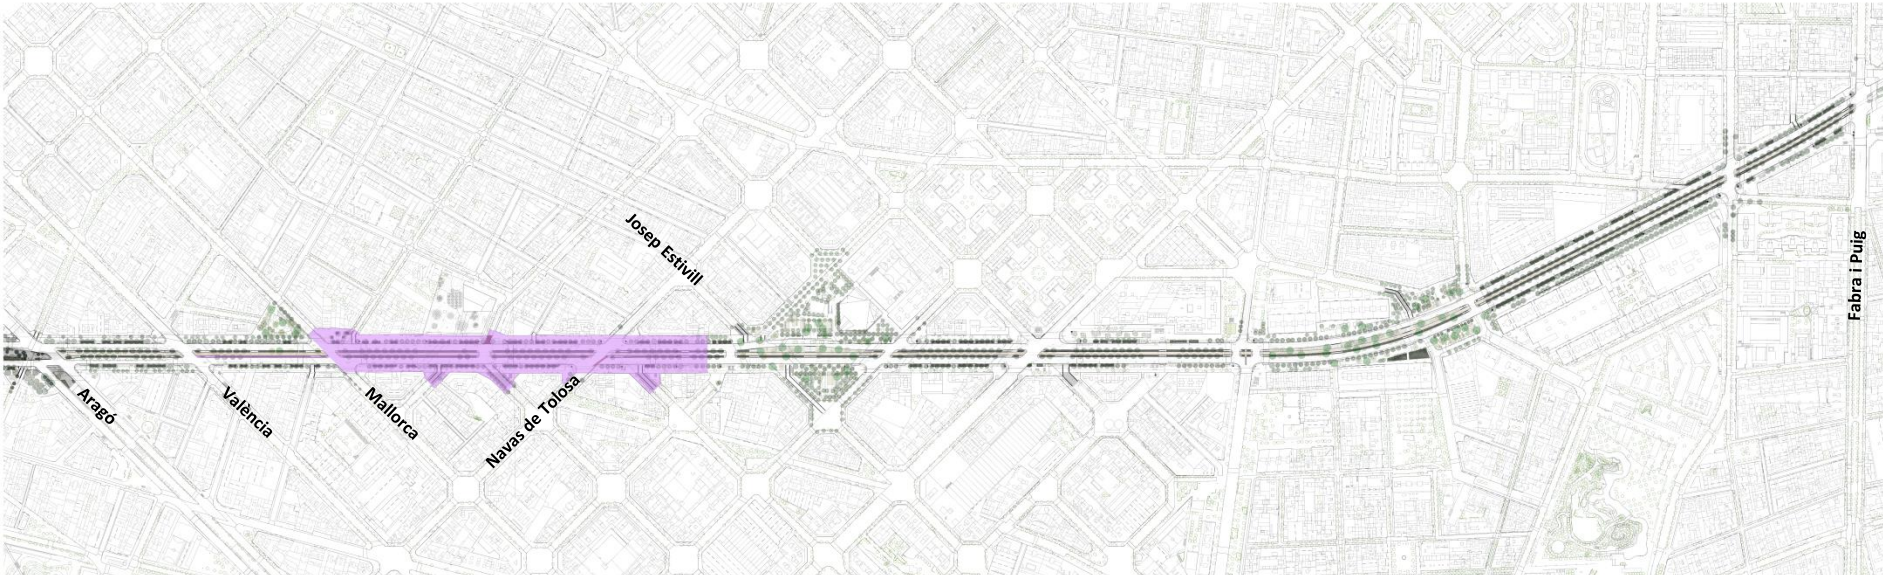 Aragó
València
Mallorca
Navas de Tolosa
Josep Estivill
Fabra i Puig